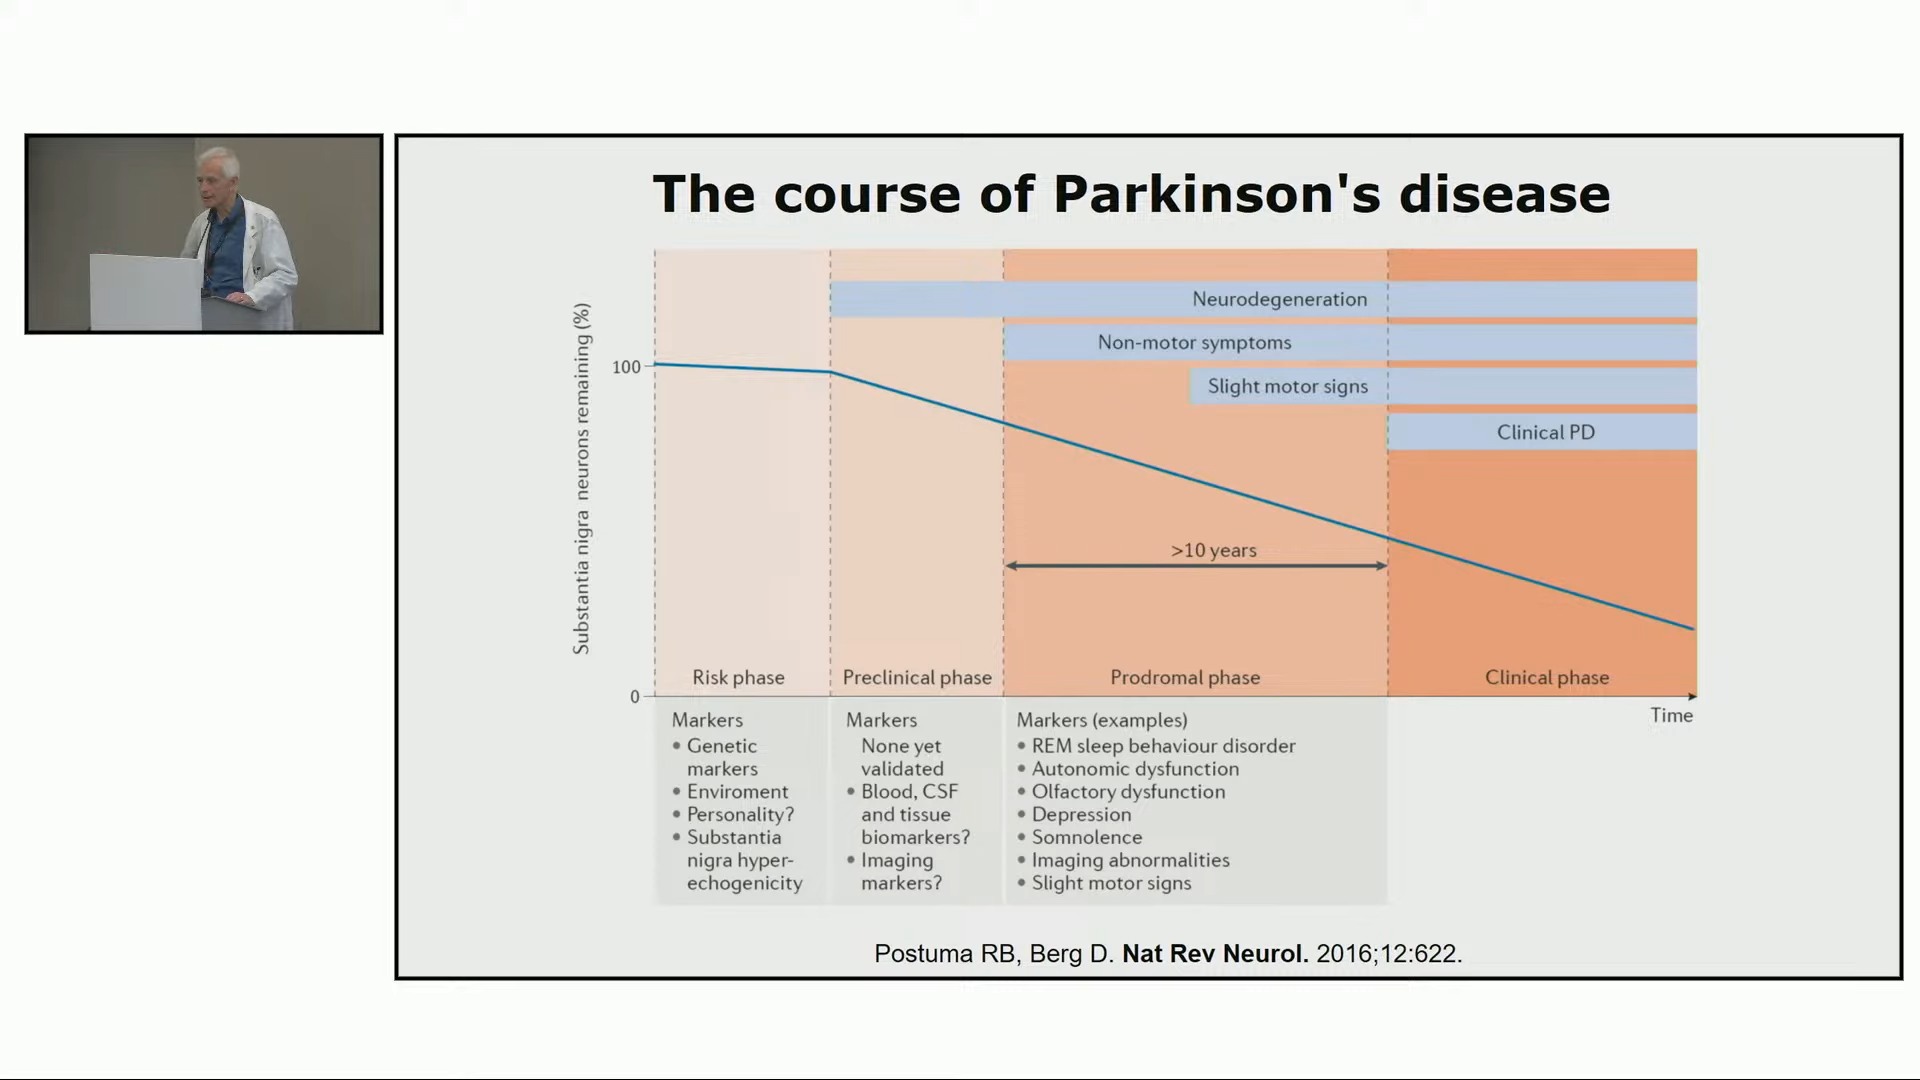 The course of Parkinson's disease
Neurodegeneration
Non-motor symptoms
Slight motor signs
Clinical PD
Substantia nigra neurons remaining (%)
100
0
>10 years
Risk phase
Preclinical phase
Prodromal phase
Clinical phase
Time
Markers
• Genetic
markers
• Enviroment
• Personality?
• Substantia
nigra hyper-
echogenicity
Markers
None yet
validated
• Blood, CSF
and tissue
biomarkers?
• Imaging
markers?
Markers (examples)
• REM sleep behaviour disorder
• Autonomic dysfunction
• Olfactory dysfunction
• Depression
• Somnolence
• Imaging abnormalities
• Slight motor signs
Postuma RB, Berg D. Nat Rev Neurol. 2016;12:622.